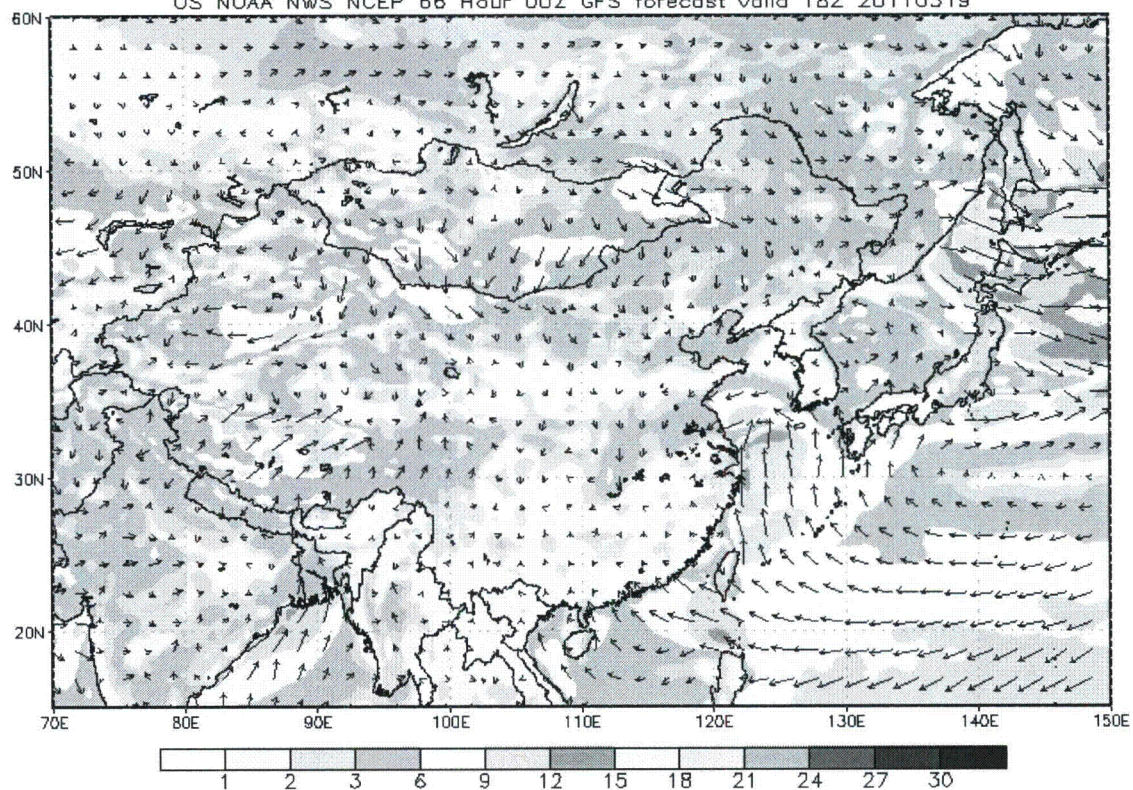 US NOAA NWS NCEP 66 Hour 00Z GFS forecast valid 18Z 20110319
60N
50N
40N
30N
20N
70E 80E 90E 100E 110E 120E 130E 140E 150E
1 2 3 6 9 12 15 18 21 24 27 30